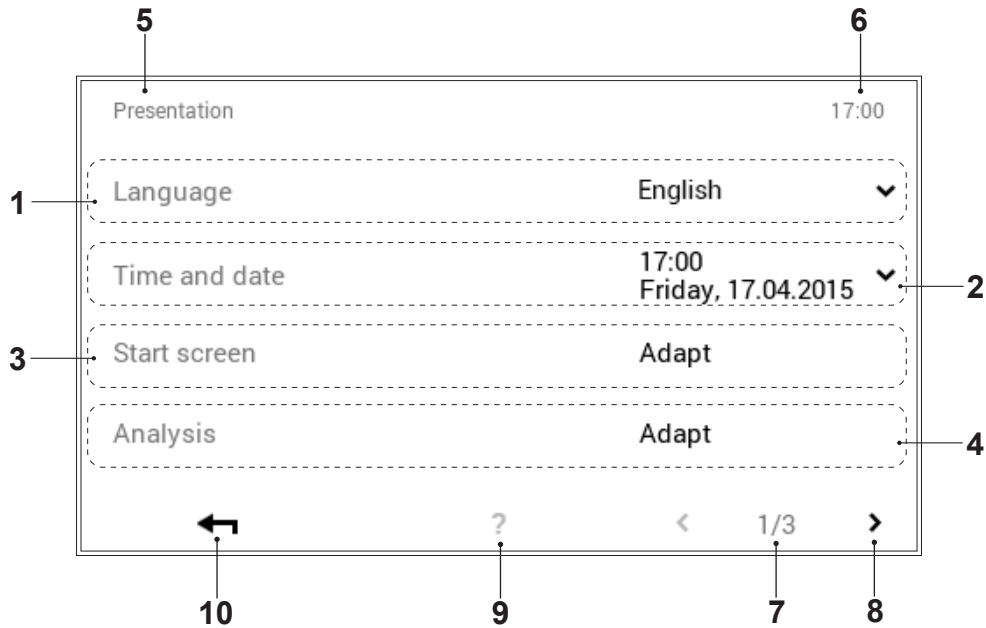 5 6
Presentation 17:00
1 Language English
Time and date 17:00
Friday, 17.04.2015 2
3 Start screen Adapt
Analysis Adapt 4
? 1/3
10 9 7 8